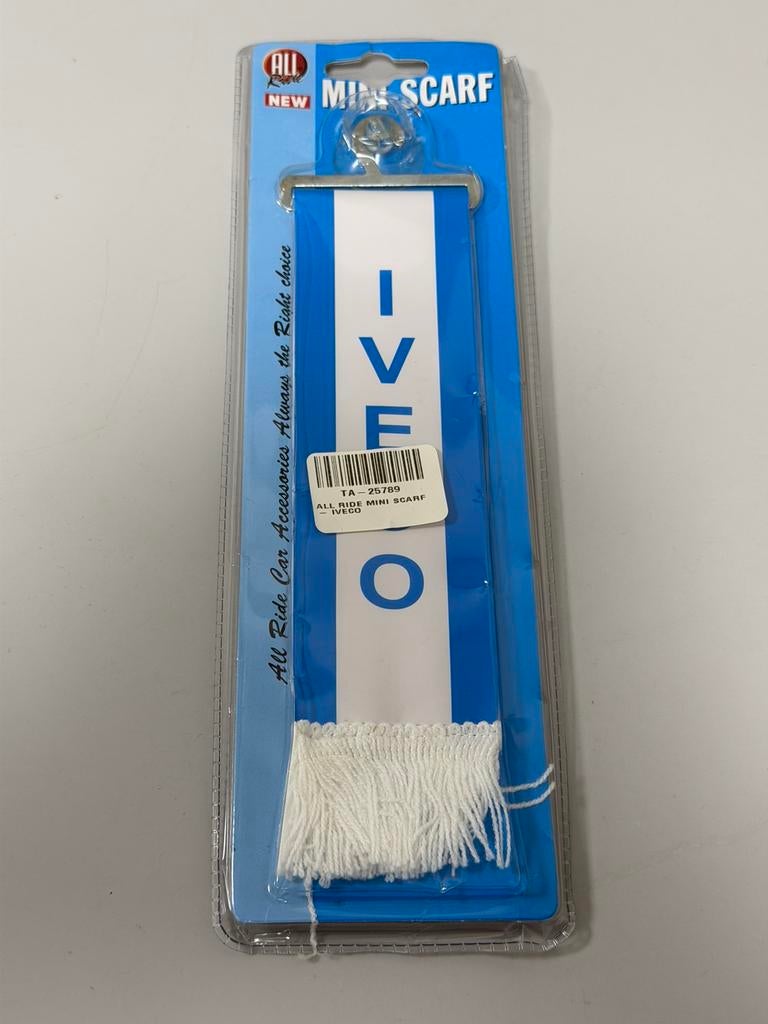 ALL
Ride
NEW
MINI SCARF
All Ride Car Accessories Always the Right choice
I
V
E
O
TA-25789
ALL RIDE MINI SCARF
- IVECO